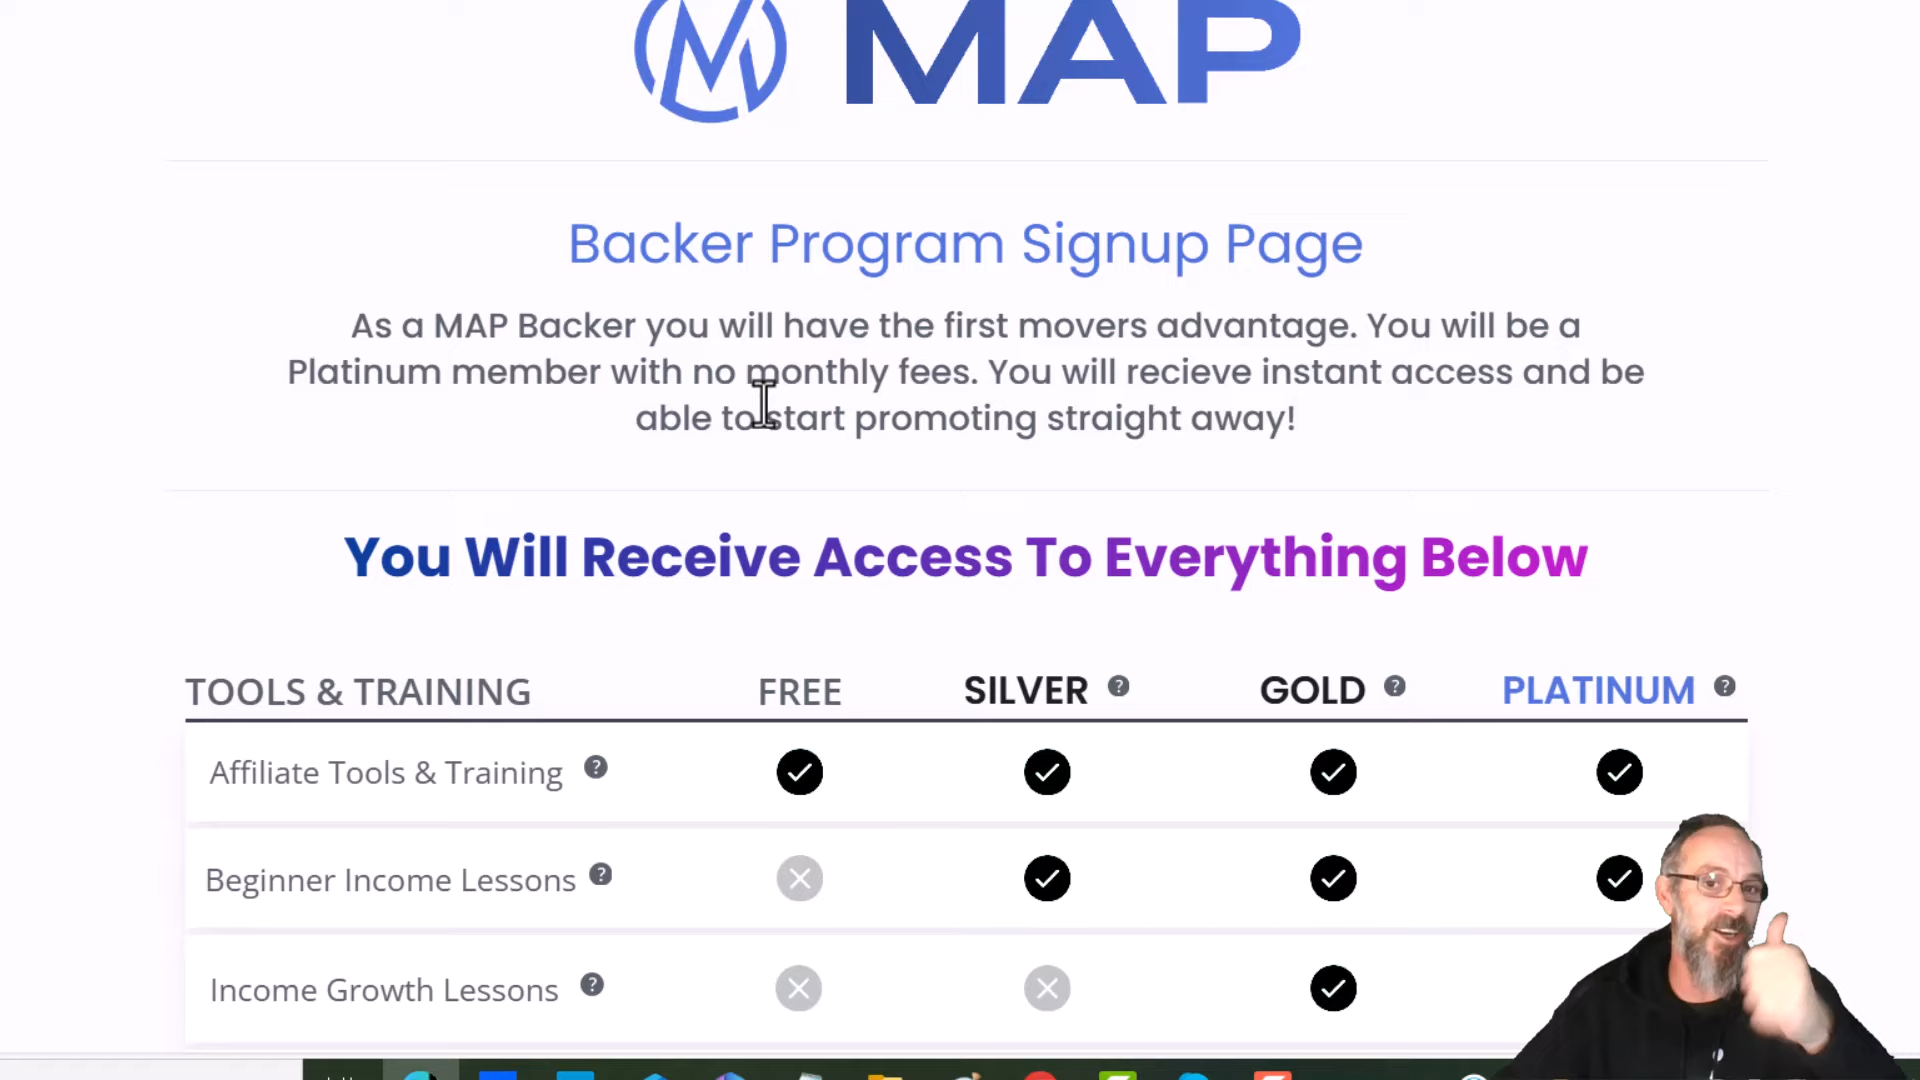 MAP
Backer Program Signup Page
As a MAP Backer you will have the first movers advantage. You will be a
Platinum member with no monthly fees. You will recieve instant access and be
able to start promoting straight away!
You Will Receive Access To Everything Below
TOOLS & TRAINING FREE SILVER ? GOLD ? PLATINUM ?
Affiliate Tools & Training ?
Beginner Income Lessons ?
Income Growth Lessons ?